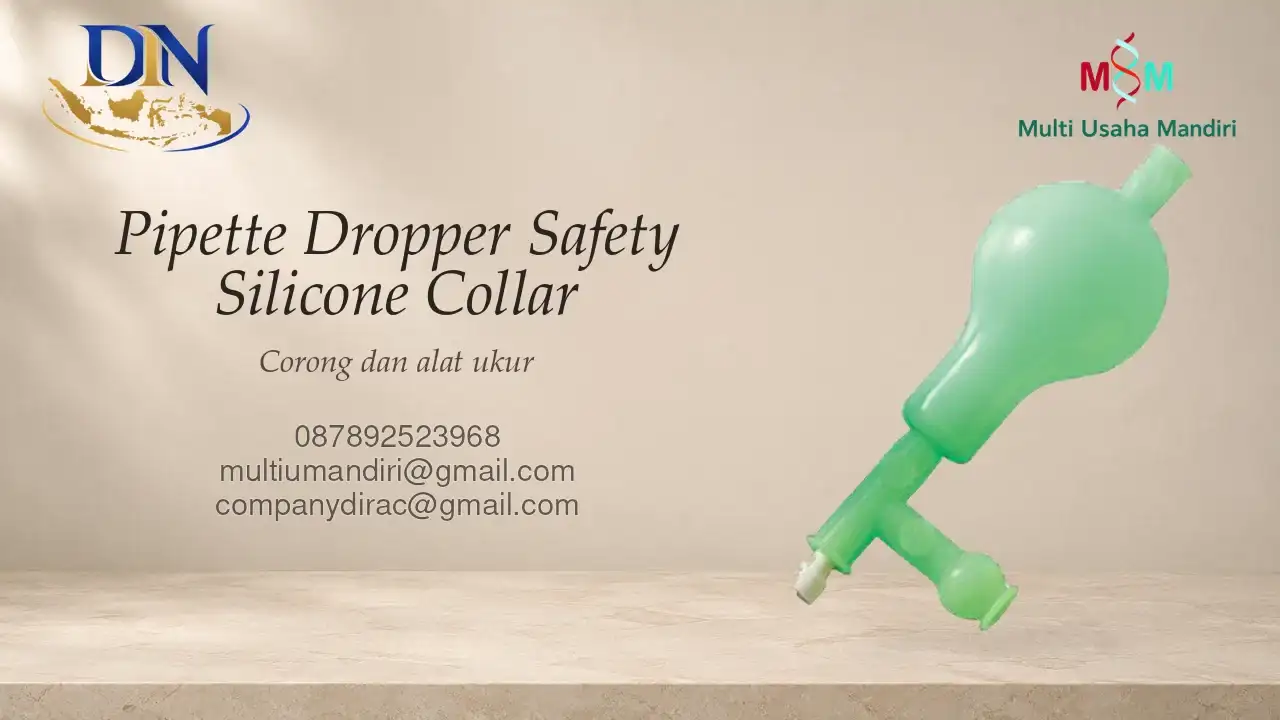 DIN
M M
Multi Usaha Mandiri
Pipette Dropper Safety
Silicone Collar
Corong dan alat ukur
087892523968
multiumandiri@gmail.com
companydirac@gmail.com